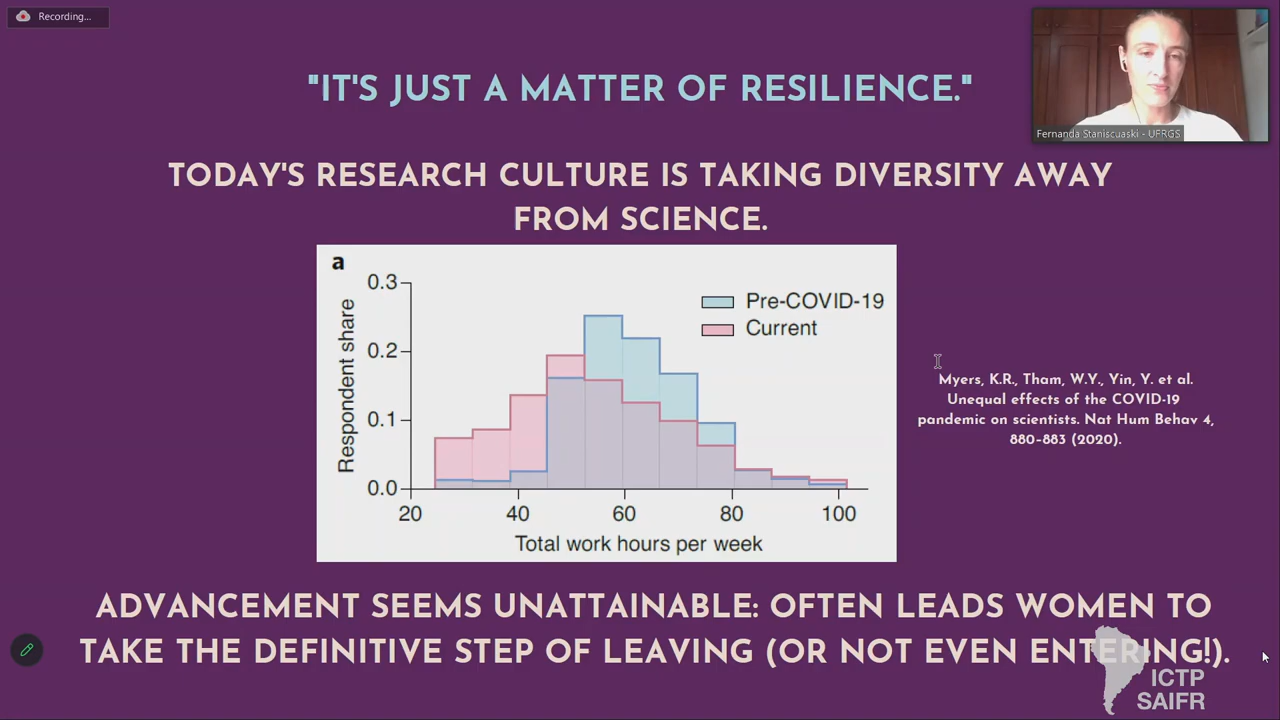 Recording...
"IT'S JUST A MATTER OF RESILIENCE."
Fernanda Staniscuaski - UFRGS
TODAY'S RESEARCH CULTURE IS TAKING DIVERSITY AWAY
FROM SCIENCE.
a
0.3
0.2
0.1
0.0
Respondent share
Pre-COVID-19
Current
20 40 60 80 100
Total work hours per week
Myers, K.R., Tham, W.Y., Yin, Y. et al.
Unequal effects of the COVID-19
pandemic on scientists. Nat Hum Behav 4,
880–883 (2020).
ADVANCEMENT SEEMS UNATTAINABLE: OFTEN LEADS WOMEN TO
TAKE THE DEFINITIVE STEP OF LEAVING (OR NOT EVEN ENTERING!).
ICTP
SAIFR